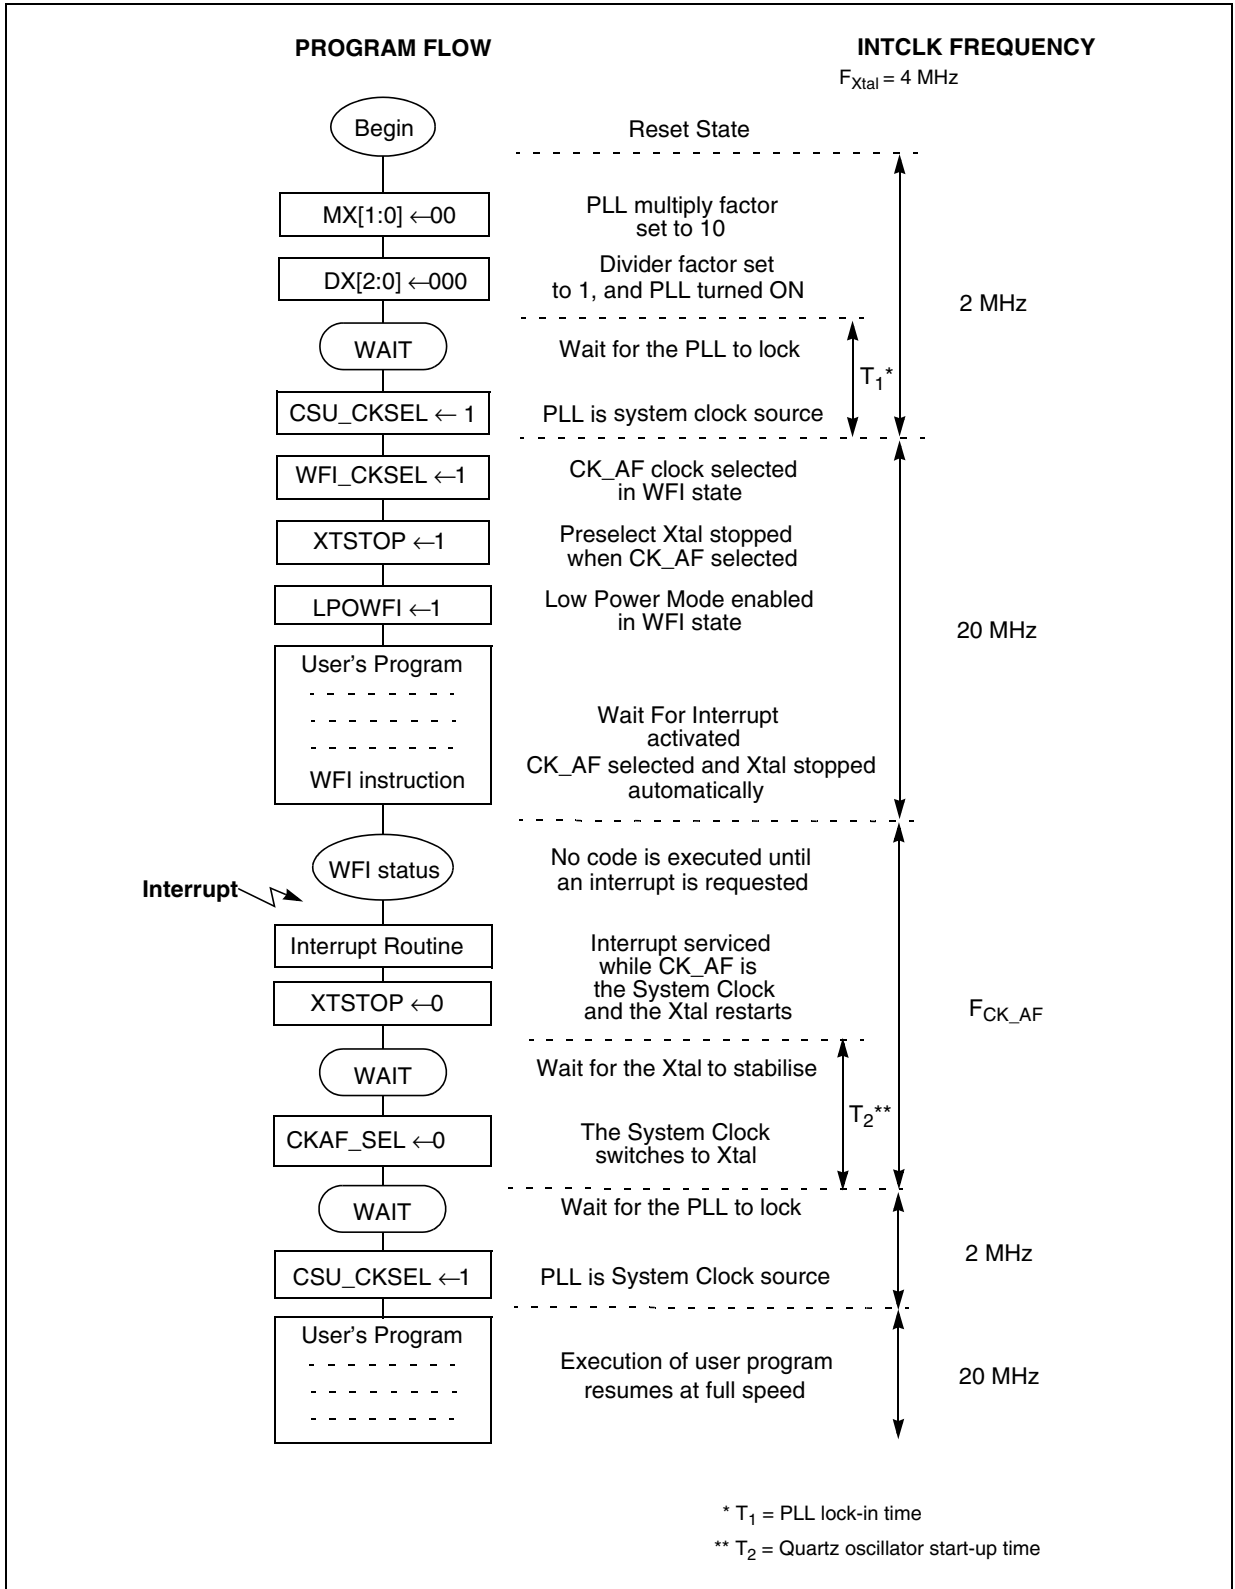 PROGRAM FLOW
INTCLK FREQUENCY
F_Xtal = 4 MHz
Begin
Reset State
MX[1:0] ←00
PLL multiply factor
set to 10
DX[2:0] ←000
Divider factor set
to 1, and PLL turned ON
2 MHz
WAIT
Wait for the PLL to lock
T1*
CSU_CKSEL ← 1
PLL is system clock source
WFI_CKSEL ←1
CK_AF clock selected
in WFI state
XTSTOP ←1
Preselect Xtal stopped
when CK_AF selected
LPOWFI ←1
Low Power Mode enabled
in WFI state
20 MHz
User's Program
WFI instruction
Wait For Interrupt
activated
CK_AF selected and Xtal stopped
automatically
WFI status
No code is executed until
an interrupt is requested
Interrupt
Interrupt Routine
Interrupt serviced
while CK_AF is
the System Clock
and the Xtal restarts
XTSTOP ←0
F_CK_AF
WAIT
Wait for the Xtal to stabilise
T2**
CKAF_SEL ←0
The System Clock
switches to Xtal
WAIT
Wait for the PLL to lock
2 MHz
CSU_CKSEL ←1
PLL is System Clock source
User's Program
Execution of user program
resumes at full speed
20 MHz
* T1 = PLL lock-in time
** T2 = Quartz oscillator start-up time